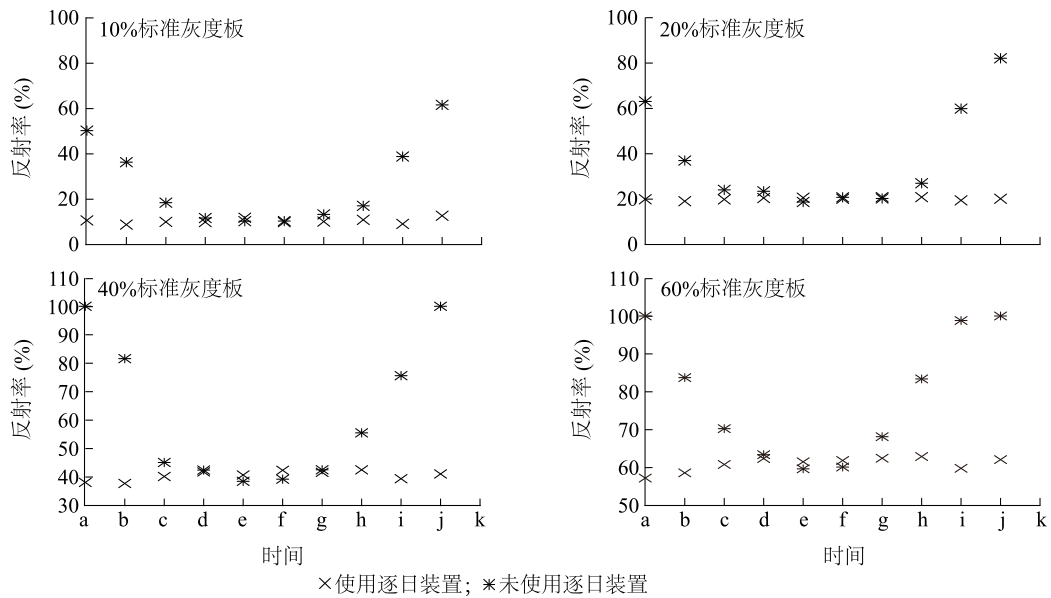 10%标准灰度板
100
80
60
40
20
0
反射率 (%)
20%标准灰度板
100
80
60
40
20
0
反射率 (%)
40%标准灰度板
110
100
90
80
70
60
50
40
30
反射率 (%)
a b c d e f g h i j k
时间
60%标准灰度板
110
100
90
80
70
60
50
反射率 (%)
a b c d e f g h i j k
时间
×使用逐日装置; ⁎未使用逐日装置